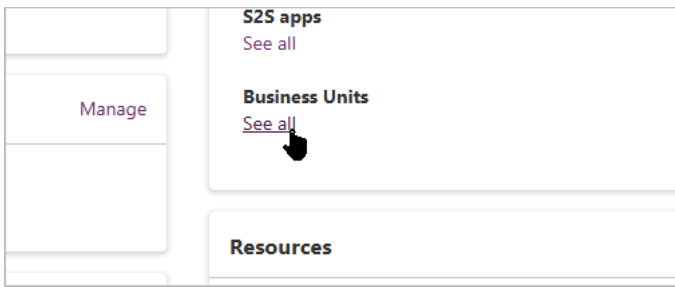 S2S apps
See all
Manage
Business Units
See all
Resources